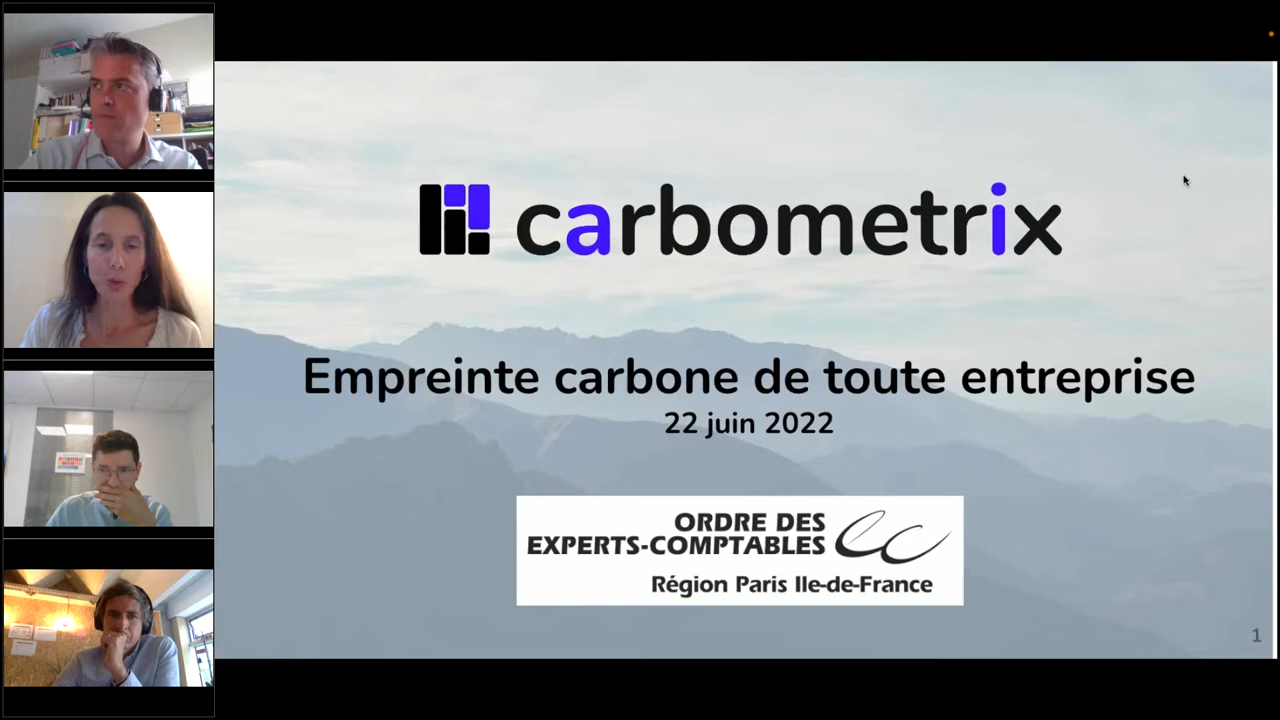 carbometrix
Empreinte carbone de toute entreprise
22 juin 2022
ORDRE DES
EXPERTS-COMPTABLES
ec
Région Paris Ile-de-France
1